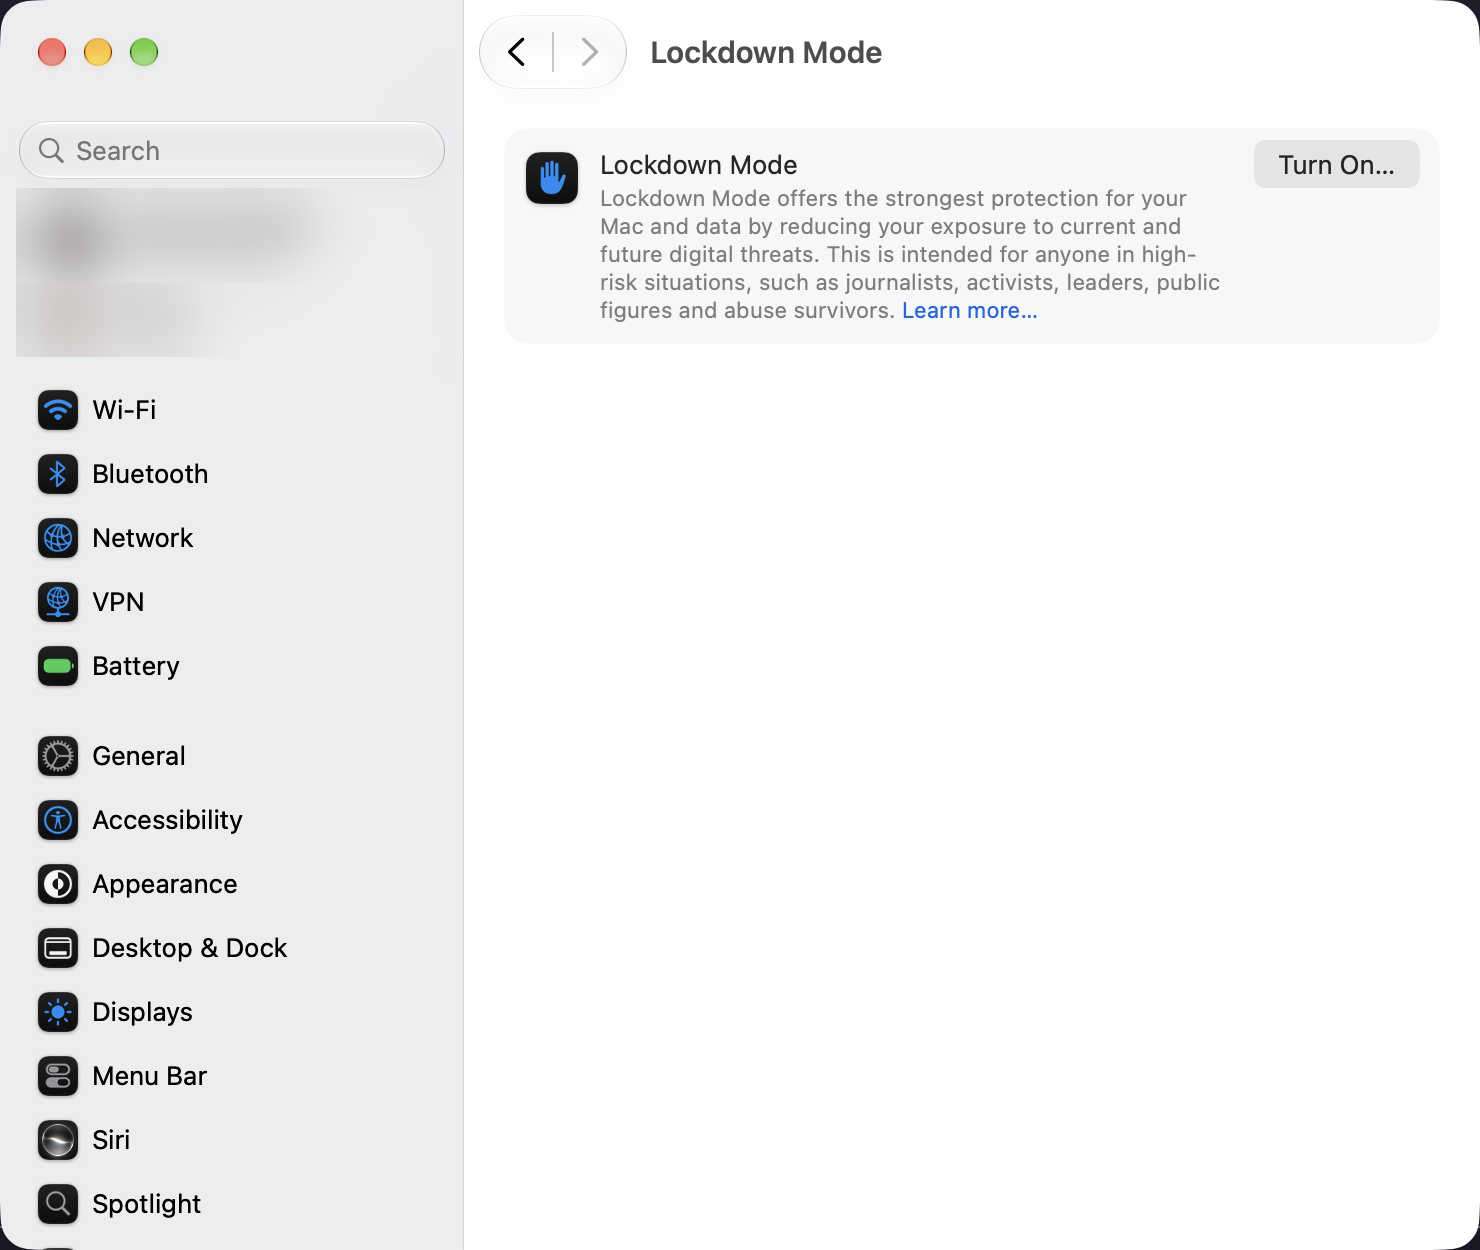 Lockdown Mode
Search
Wi-Fi
Bluetooth
Network
VPN
Battery
General
Accessibility
Appearance
Desktop & Dock
Displays
Menu Bar
Siri
Spotlight
Lockdown Mode
Turn On...
Lockdown Mode offers the strongest protection for your
Mac and data by reducing your exposure to current and
future digital threats. This is intended for anyone in high-
risk situations, such as journalists, activists, leaders, public
figures and abuse survivors. Learn more...